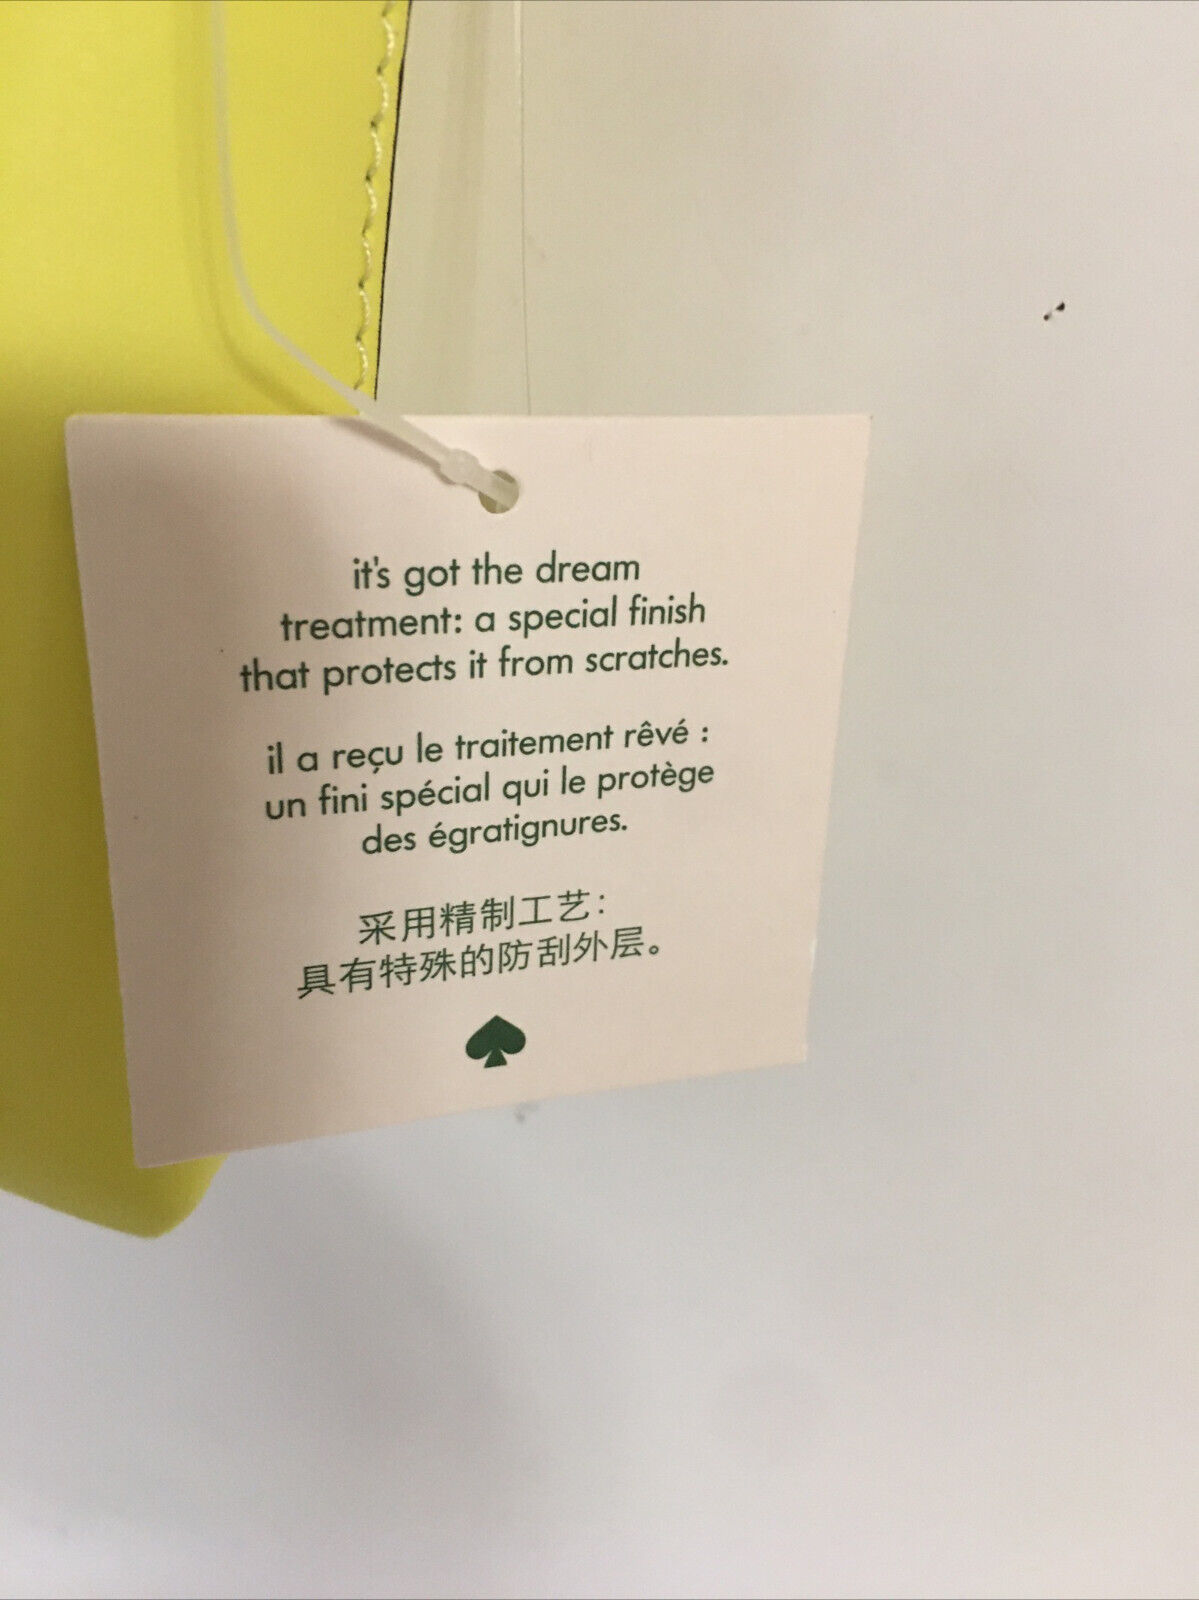 it's got the dream
treatment: a special finish
that protects it from scratches.
il a reçu le traitement rêvé :
un fini spécial qui le protège
des égratignures.
采用精制工艺：
具有特殊的防刮外层。